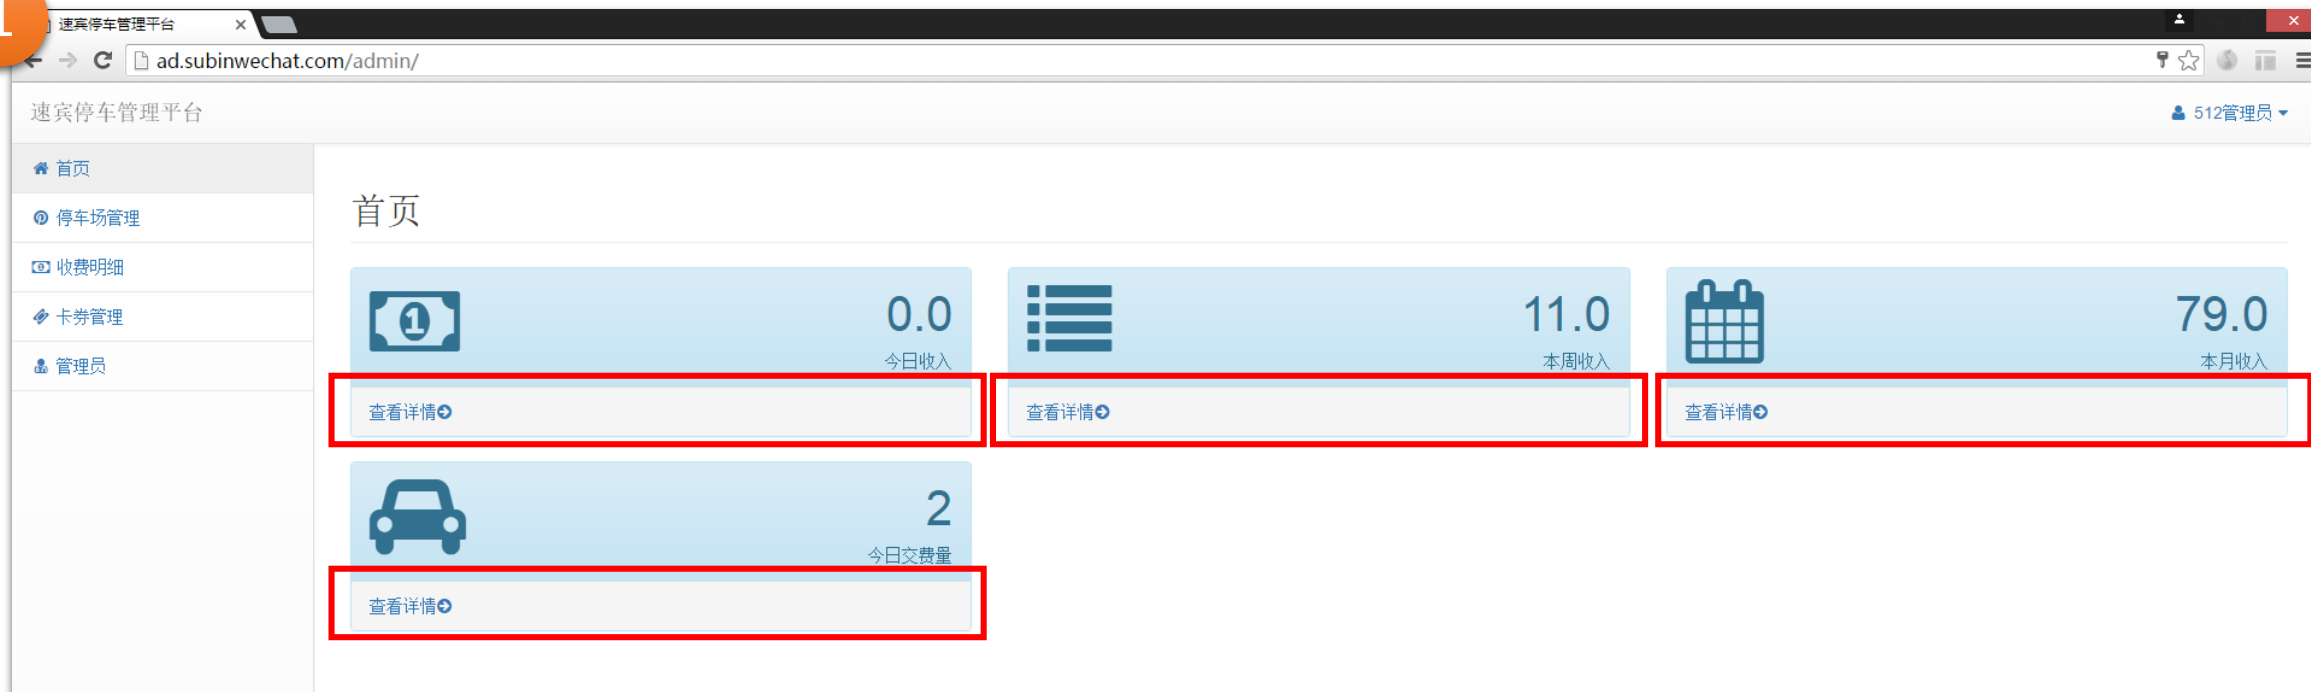 1
速宾停车管理平台
ad.subinwechat.com/admin/
速宾停车管理平台
512管理员
首页
停车场管理
收费明细
卡券管理
管理员
首页
0.0
今日收入
查看详情
11.0
本周收入
查看详情
79.0
本月收入
查看详情
2
今日交费量
查看详情